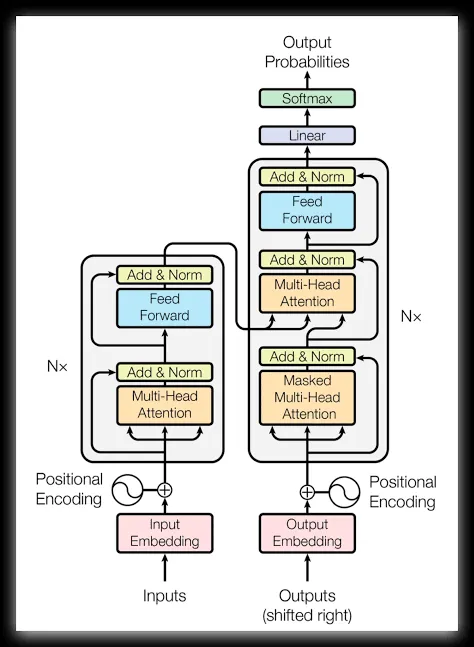 Output
Probabilities
Softmax
Linear
Add & Norm
Feed
Forward
Add & Norm
Multi-Head
Attention
Add & Norm
Masked
Multi-Head
Attention
Nx
Add & Norm
Feed
Forward
Add & Norm
Multi-Head
Attention
Nx
Positional
Encoding
Positional
Encoding
Input
Embedding
Output
Embedding
Inputs
Outputs
(shifted right)